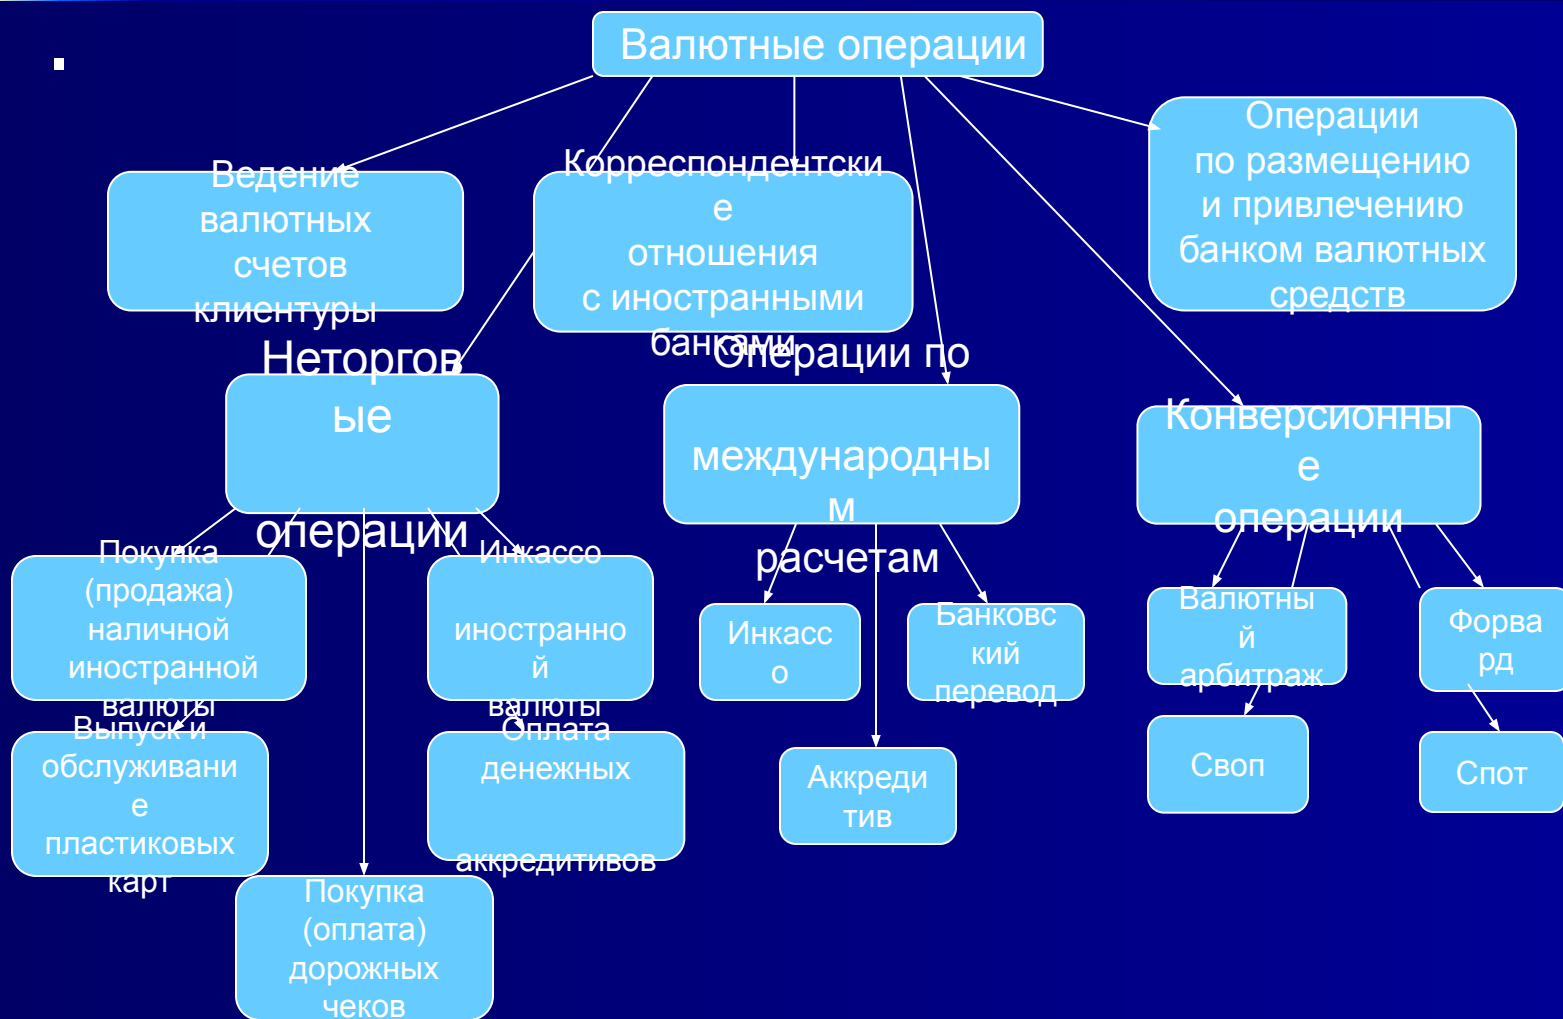 Валютные операции
Операции
по размещению
и привлечению
банком валютных
средств
Ведение
валютных
счетов
клиентуры
Корреспондентски
е
отношения
с иностранными
банками
Неторгов
ые
операции
Операции по
международны
м
расчетам
Конверсионны
е
операции
Покупка
(продажа)
наличной
иностранной
валюты
Инкассо
иностранно
й
валюты
Инкасс
о
Банковс
кий
перевод
Валютны
й
арбитраж
Форва
рд
Выпуск и
обслуживани
е
пластиковых
карт
Оплата
денежных
аккредитивов
Аккреди
тив
Своп
Спот
Покупка
(оплата)
дорожных
чеков